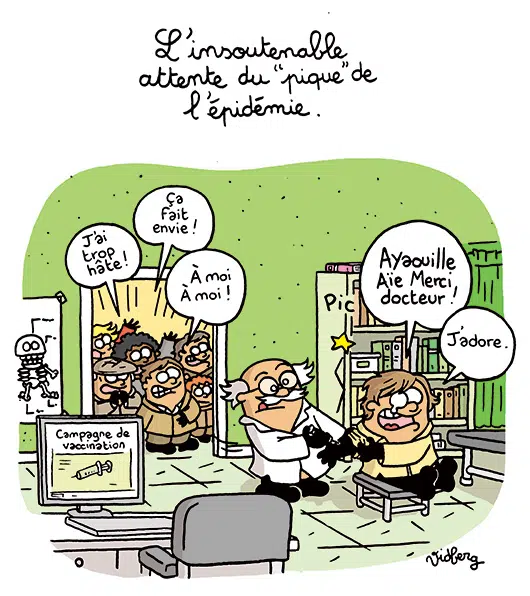 L'insoutenable
attente du "pique" de
l'épidémie.
Ça
fait
envie !
J'ai
trop
hâte !
À moi
À moi !
Ayaouille
Aïe Merci,
docteur !
J'adore.
Pic
Campagne de
vaccination
Vidberg